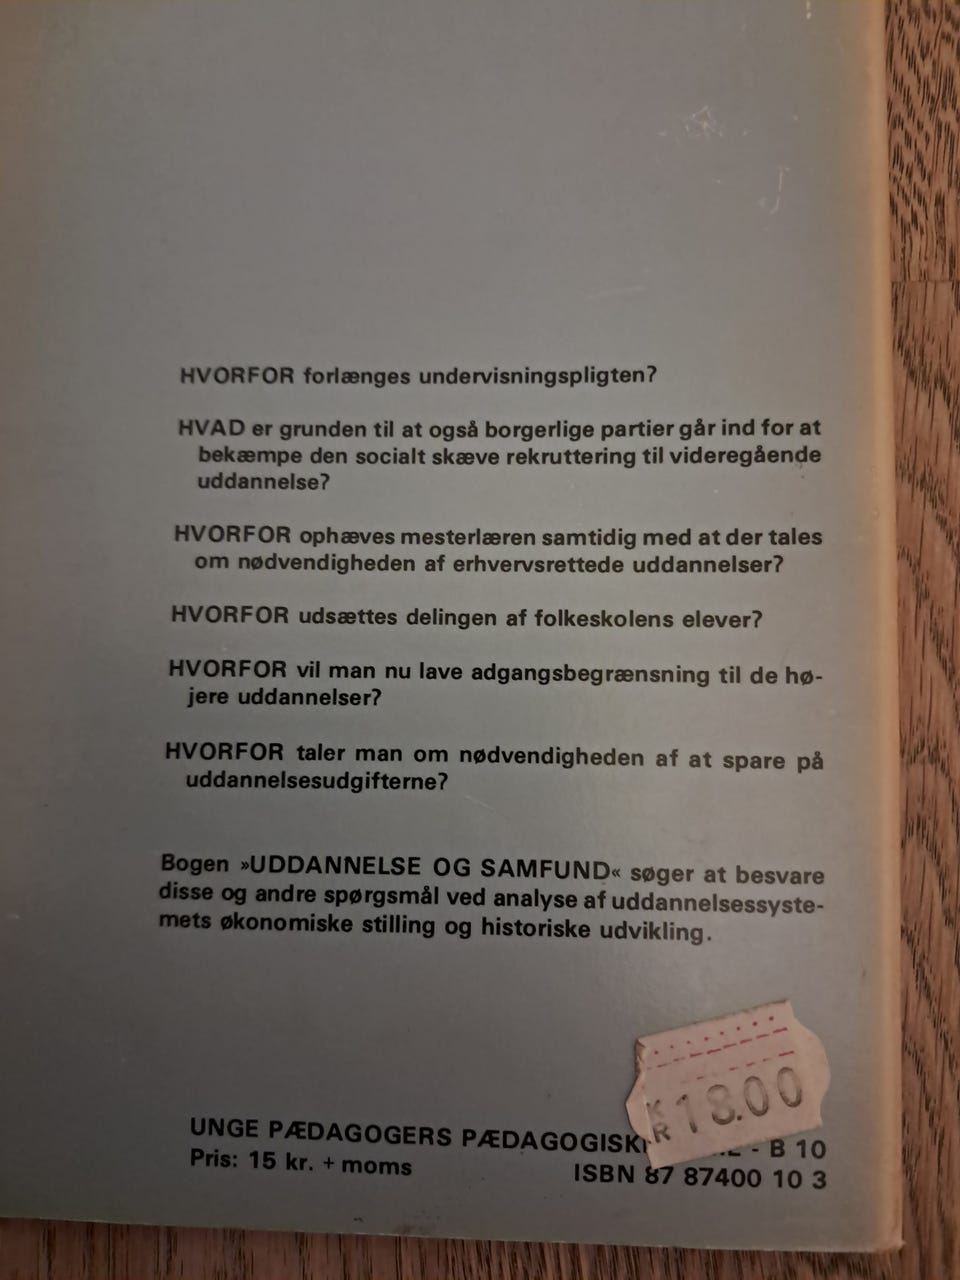 HVORFOR forlænges undervisningspligten?
HVAD er grunden til at også borgerlige partier går ind for at
bekæmpe den socialt skæve rekruttering til videregående
uddannelse?
HVORFOR ophæves mesterlæren samtidig med at der tales
om nødvendigheden af erhvervsrettede uddannelser?
HVORFOR udsættes delingen af folkeskolens elever?
HVORFOR vil man nu lave adgangsbegrænsning til de hø-
jere uddannelser?
HVORFOR taler man om nødvendigheden af at spare på
uddannelsesudgifterne?
Bogen »UDDANNELSE OG SAMFUND« søger at besvare
disse og andre spørgsmål ved analyse af uddannelsessyste-
mets økonomiske stilling og historiske udvikling.
KR 18.00
UNGE PÆDAGOGERS - B 10
Pris: 15 kr. + moms
ISBN 87 87400 10 3